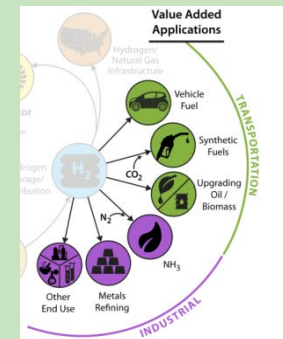 Value Added
Applications
Hydrogen/
Natural Gas
Infrastructure
Vehicle
Fuel
TRANSPORTATION
Synthetic
Fuels
H₂
CO₂
Upgrading
Oil /
Biomass
N₂
NH₃
Other
End Use
Metals
Refining
INDUSTRIAL